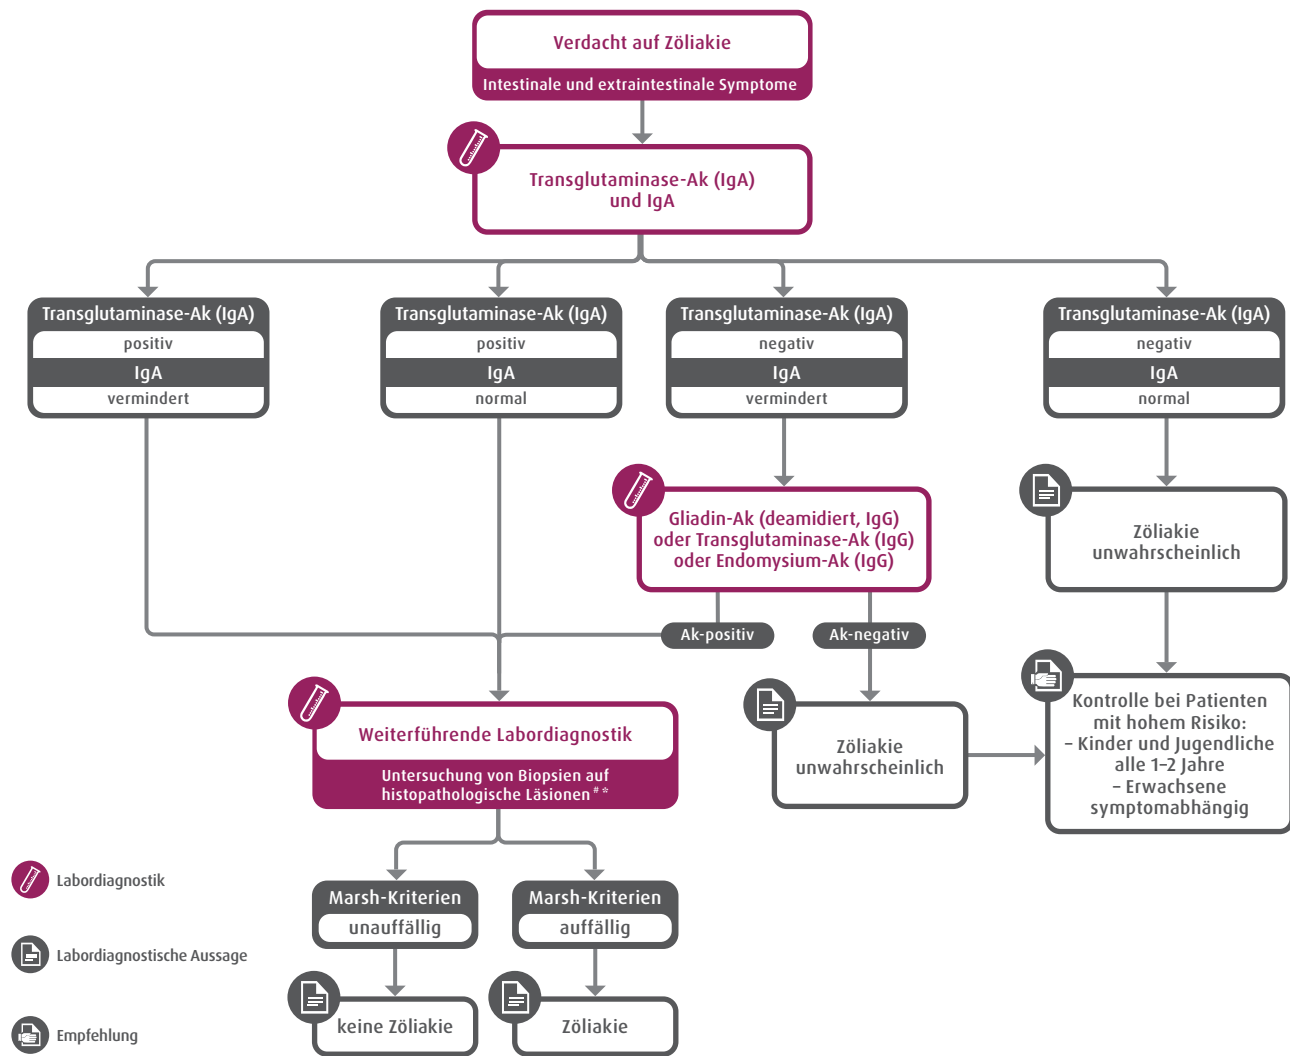 Verdacht auf Zöliakie
Intestinale und extraintestinale Symptome
Transglutaminase-Ak (IgA)
und IgA
Transglutaminase-Ak (IgA)
positiv
IgA
vermindert
Transglutaminase-Ak (IgA)
positiv
IgA
normal
Transglutaminase-Ak (IgA)
negativ
IgA
vermindert
Transglutaminase-Ak (IgA)
negativ
IgA
normal
Gliadin-Ak (deamidiert, IgG)
oder Transglutaminase-Ak (IgG)
oder Endomysium-Ak (IgG)
Zöliakie
unwahrscheinlich
Ak-positiv
Ak-negativ
Weiterführende Labordiagnostik
Untersuchung von Biopsien auf
histopathologische Läsionen # *
Zöliakie
unwahrscheinlich
Kontrolle bei Patienten
mit hohem Risiko:
– Kinder und Jugendliche
alle 1–2 Jahre
– Erwachsene
symptomabhängig
Marsh-Kriterien
unauffällig
Marsh-Kriterien
auffällig
keine Zöliakie
Zöliakie
Labordiagnostik
Labordiagnostische Aussage
Empfehlung